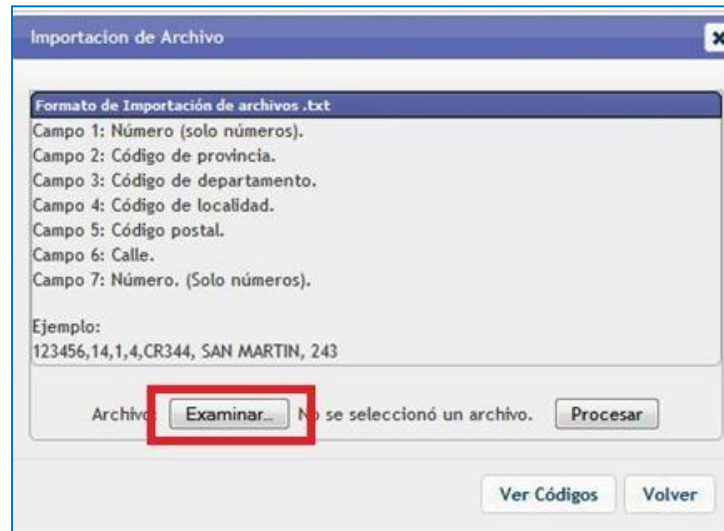 Importacion de Archivo
Formato de Importación de archivos .txt
Campo 1: Número (solo números).
Campo 2: Código de provincia.
Campo 3: Código de departamento.
Campo 4: Código de localidad.
Campo 5: Código postal.
Campo 6: Calle.
Campo 7: Número. (Solo números).
Ejemplo:
123456,14,1,4,CR344, SAN MARTIN, 243
Archivo: Examinar... No se seleccionó un archivo. Procesar
Ver Códigos Volver